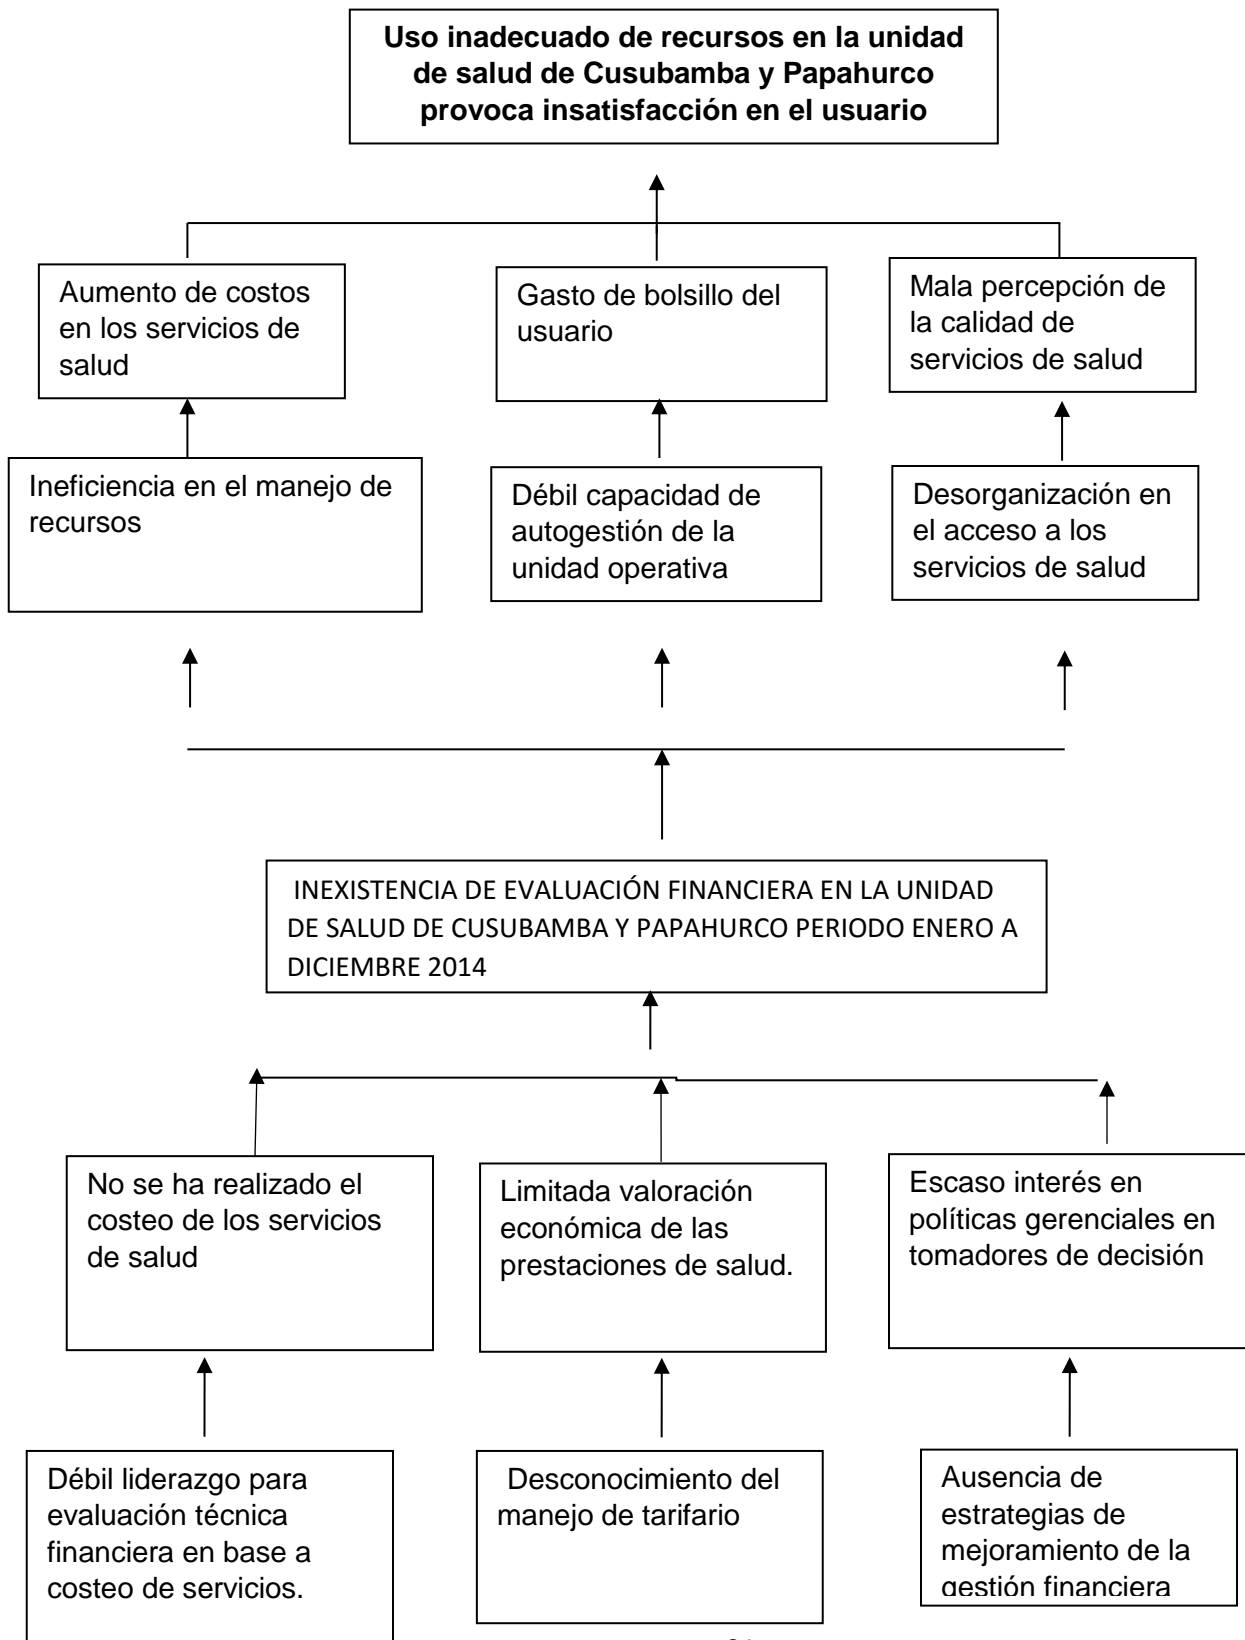 Uso inadecuado de recursos en la unidad
de salud de Cusubamba y Papahurco
provoca insatisfacción en el usuario
Aumento de costos
en los servicios de
salud
Gasto de bolsillo del
usuario
Mala percepción de
la calidad de
servicios de salud
Ineficiencia en el manejo de
recursos
Débil capacidad de
autogestión de la
unidad operativa
Desorganización en
el acceso a los
servicios de salud
INEXISTENCIA DE EVALUACIÓN FINANCIERA EN LA UNIDAD
DE SALUD DE CUSUBAMBA Y PAPAHURCO PERIODO ENERO A
DICIEMBRE 2014
No se ha realizado el
costeo de los servicios
de salud
Limitada valoración
económica de las
prestaciones de salud.
Escaso interés en
políticas gerenciales en
tomadores de decisión
Débil liderazgo para
evaluación técnica
financiera en base a
costeo de servicios.
Desconocimiento del
manejo de tarifario
Ausencia de
estrategias de
mejoramiento de la
gestión financiera